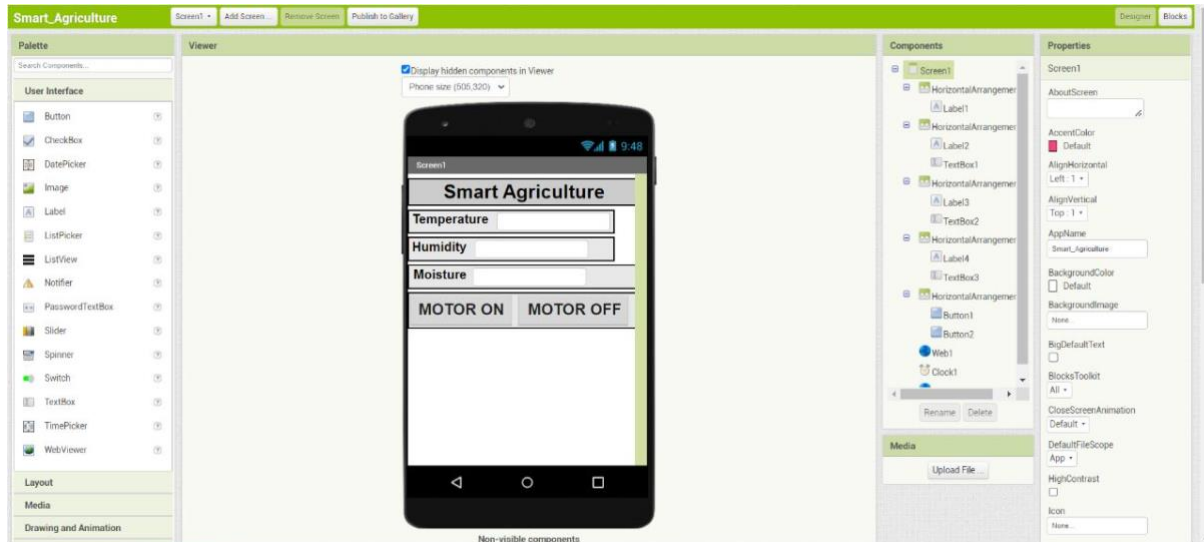 Smart_Agriculture
Screen1
Add Screen ...
Remove Screen
Publish to Gallery
Designer
Blocks
Palette
Search Components...
User Interface
Button
CheckBox
DatePicker
Image
Label
ListPicker
ListView
Notifier
PasswordTextBox
Slider
Spinner
Switch
TextBox
TimePicker
WebViewer
Layout
Media
Drawing and Animation
Viewer
Display hidden components in Viewer
Phone size (505,320)
9:48
Screen1
Smart Agriculture
Temperature
Humidity
Moisture
MOTOR ON MOTOR OFF
Non-visible components
Components
Screen1
HorizontalArrangemer
Label1
HorizontalArrangemer
Label2
TextBox1
HorizontalArrangemer
Label3
TextBox2
HorizontalArrangemer
Label4
TextBox3
HorizontalArrangemer
Button1
Button2
Web1
Clock1
Rename Delete
Media
Upload File ...
Properties
Screen1
AboutScreen
AccentColor
Default
AlignHorizontal
Left : 1
AlignVertical
Top : 1
AppName
Smart_Agriculture
BackgroundColor
Default
BackgroundImage
None...
BigDefaultText
BlocksToolkit
All
CloseScreenAnimation
Default
DefaultFileScope
App
HighContrast
Icon
None...